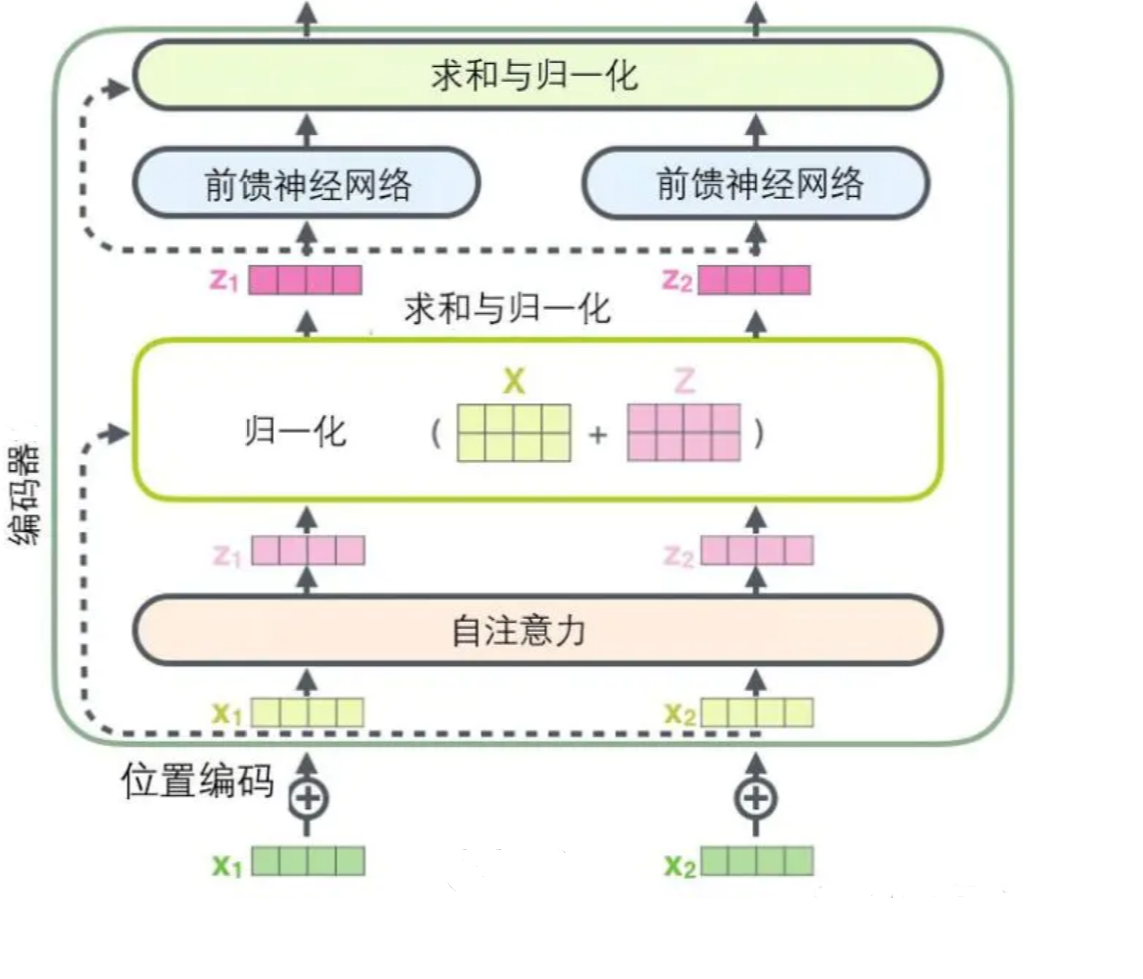 求和与归一化
前馈神经网络 前馈神经网络
z1 z2
求和与归一化
X Z
归一化 ( + )
编码器
z1 z2
自注意力
x1 x2
位置编码
x1 x2